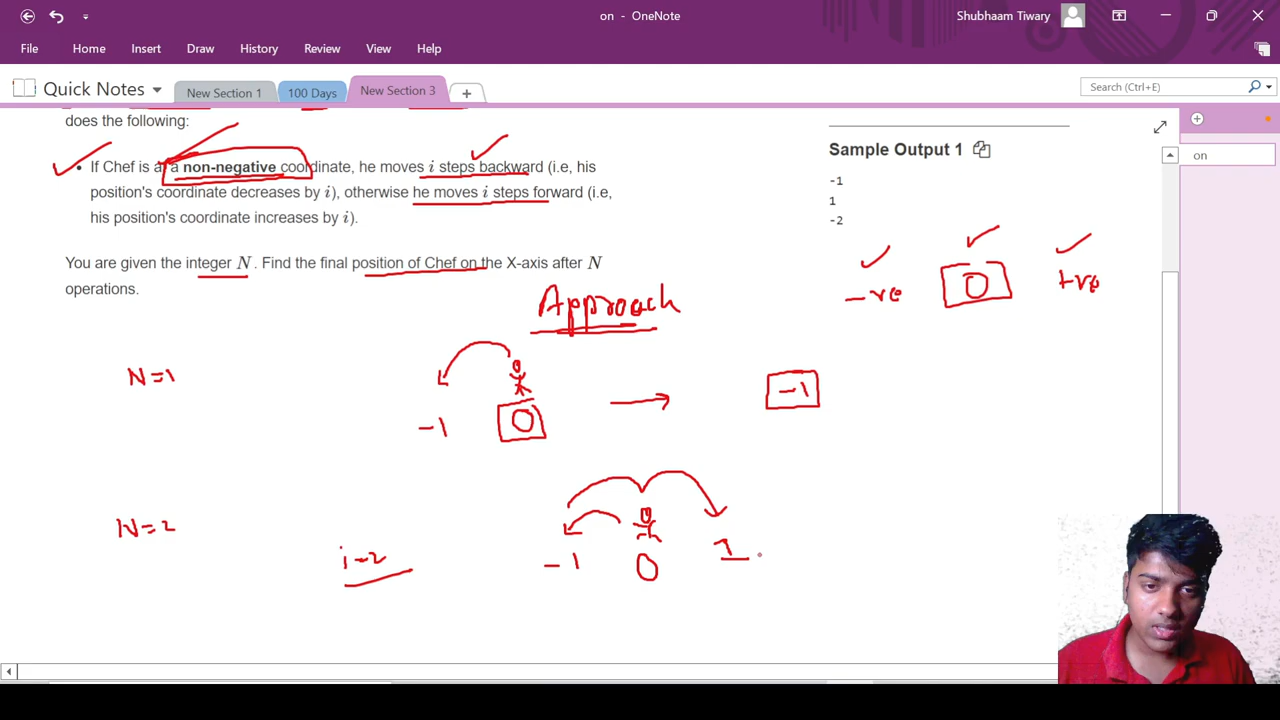 on - OneNote
Shubhaam Tiwary
File Home Insert Draw History Review View Help
Quick Notes New Section 1 100 Days New Section 3
Search (Ctrl+E)
does the following:
• If Chef is at a non-negative coordinate, he moves i steps backward (i.e, his
position's coordinate decreases by i), otherwise he moves i steps forward (i.e,
his position's coordinate increases by i).
You are given the integer N. Find the final position of Chef on the X-axis after N
operations.
Sample Output 1
-1
1
-2
on
-ve 0 +ve
Approach
N=1
-1 0 -1
N=2
i-2
-1 0 1